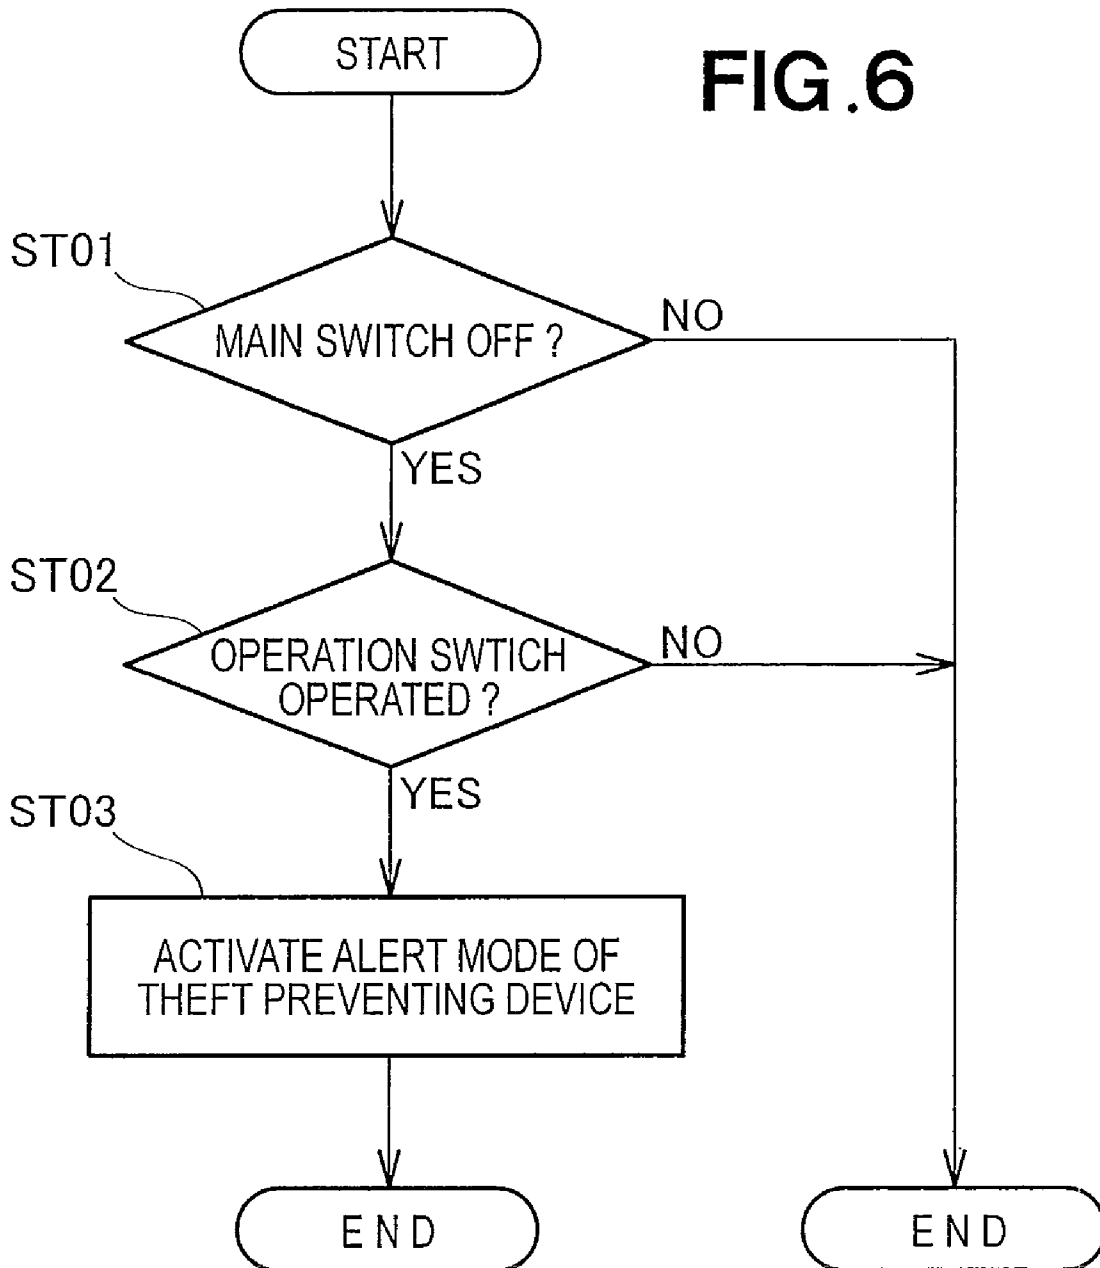 START
FIG.6
ST01
MAIN SWITCH OFF ?
NO
YES
ST02
OPERATION SWTICH
OPERATED ?
NO
YES
ST03
ACTIVATE ALERT MODE OF
THEFT PREVENTING DEVICE
END
END